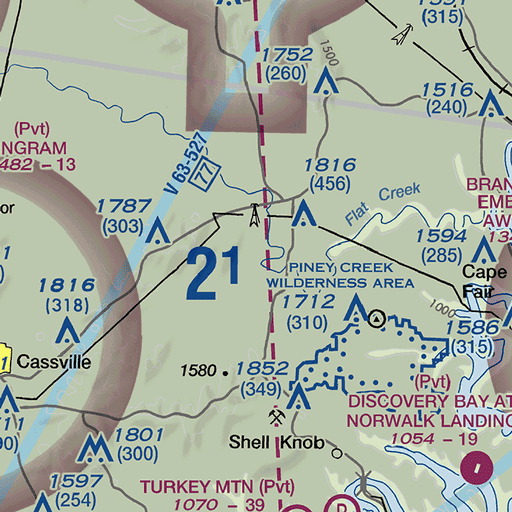 1752
(260)
1500
(315)
1516
(240)
(Pvt)
NGRAM
482 - 13
V 63-527
77
1816
(456)
Flat Creek
BRAN
EMB
AW
1787
(303)
1594
(285)
21
PINEY CREEK
WILDERNESS AREA
Cape
Fair
1816
(318)
1712
(310)
1000
1586
(315)
Cassville
1580
1852
(349)
(Pvt)
DISCOVERY BAY AT
NORWALK LANDING
1054 - 19
1801
(300)
Shell Knob
1597
(254)
TURKEY MTN (Pvt)
1070 - 39
R